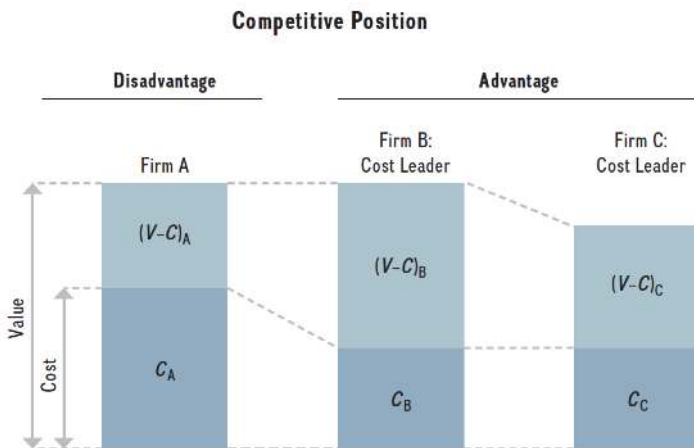 Competitive Position
Disadvantage
Advantage
Firm A
Firm B:
Cost Leader
Firm C:
Cost Leader
Value
Cost
(V–C)A
(V–C)B
(V–C)C
CA
CB
CC